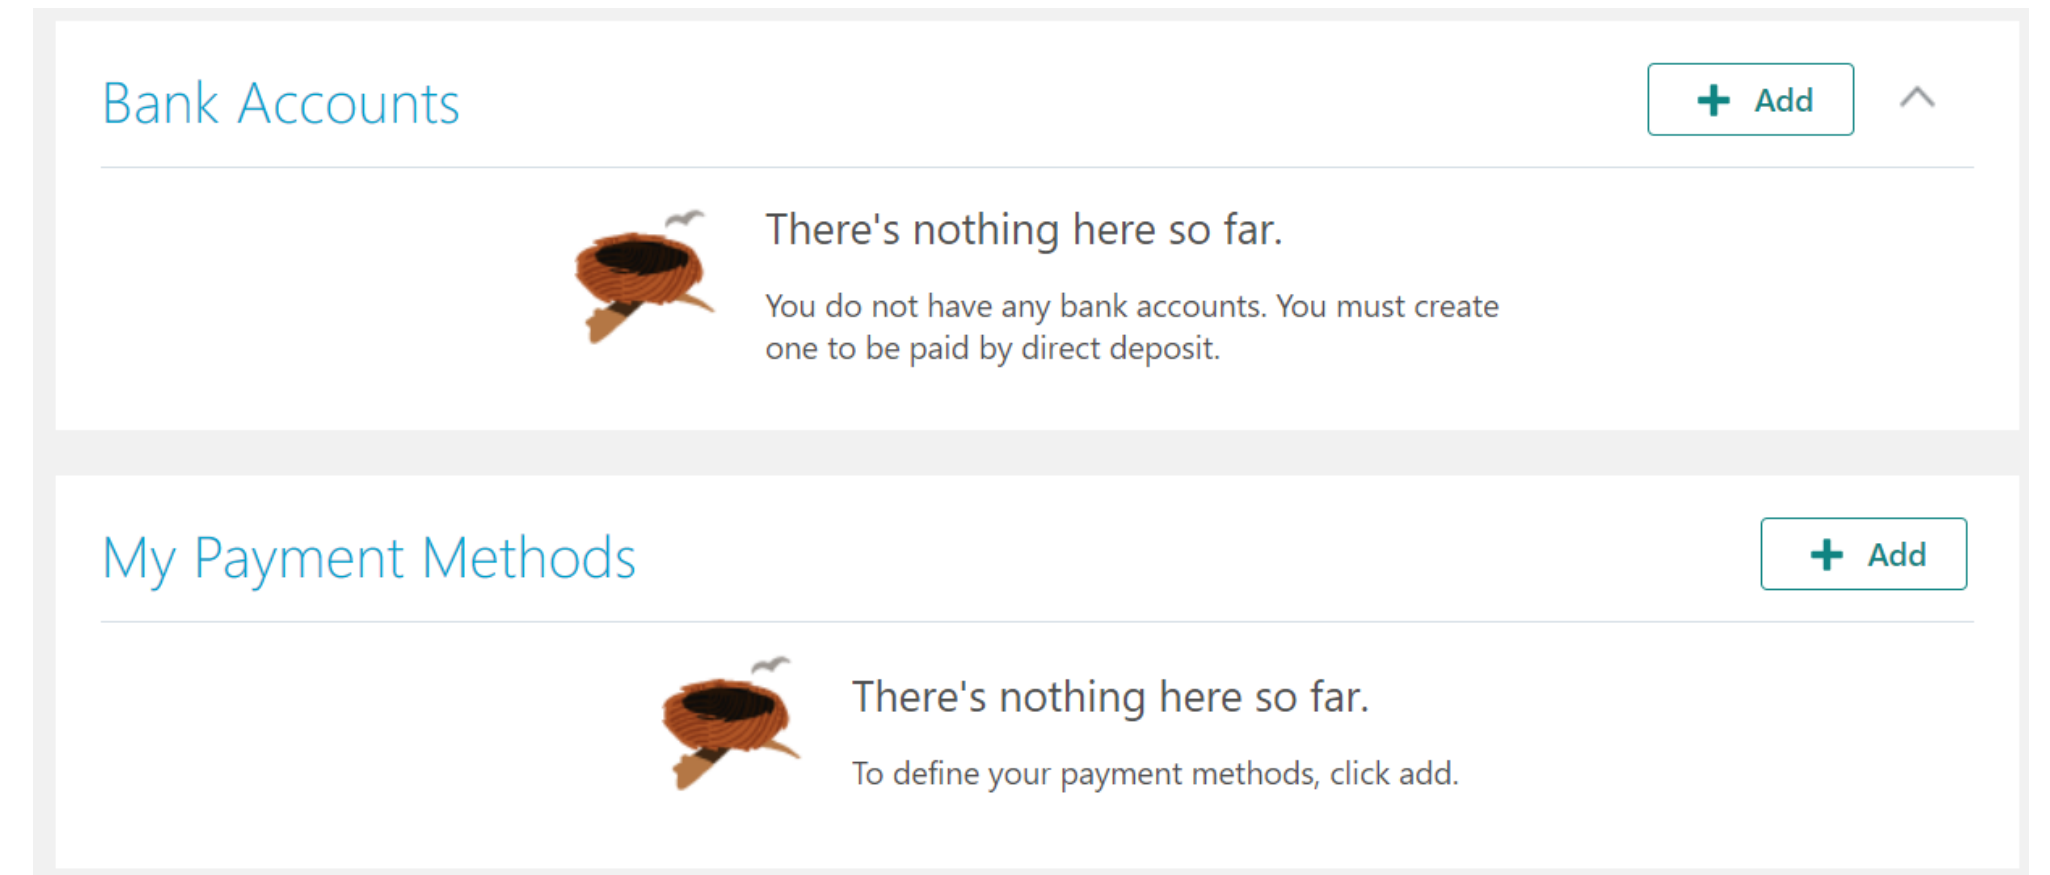 Bank Accounts
Add
There's nothing here so far.
You do not have any bank accounts. You must create
one to be paid by direct deposit.
My Payment Methods
Add
There's nothing here so far.
To define your payment methods, click add.